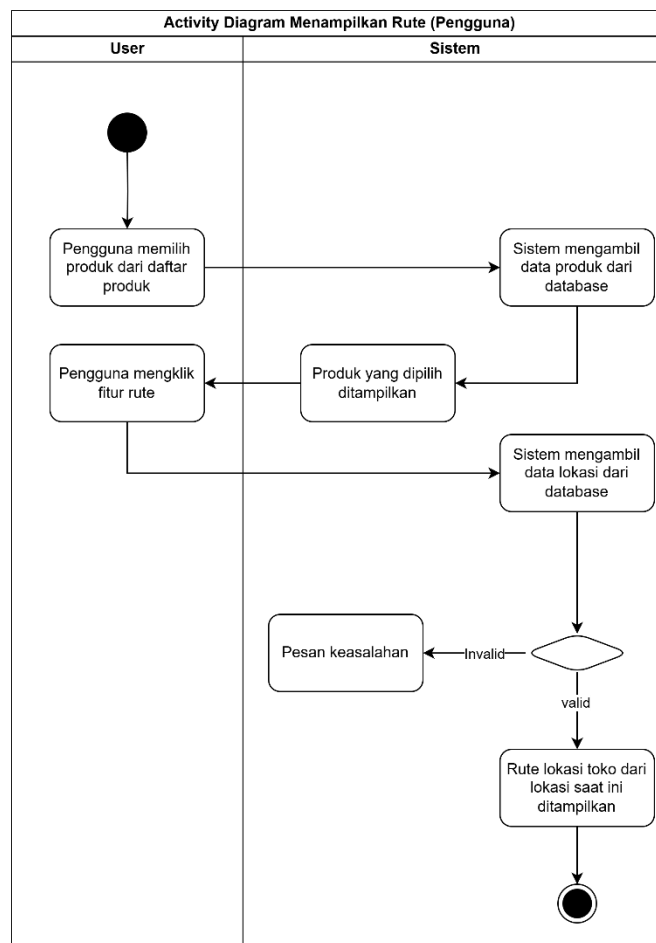 Activity Diagram Menampilkan Rute (Pengguna)
User
Sistem
Pengguna memilih
produk dari daftar
produk
Sistem mengambil
data produk dari
database
Pengguna mengklik
fitur rute
Produk yang dipilih
ditampilkan
Sistem mengambil
data lokasi dari
database
Pesan keasalahan
Invalid
valid
Rute lokasi toko dari
lokasi saat ini
ditampilkan